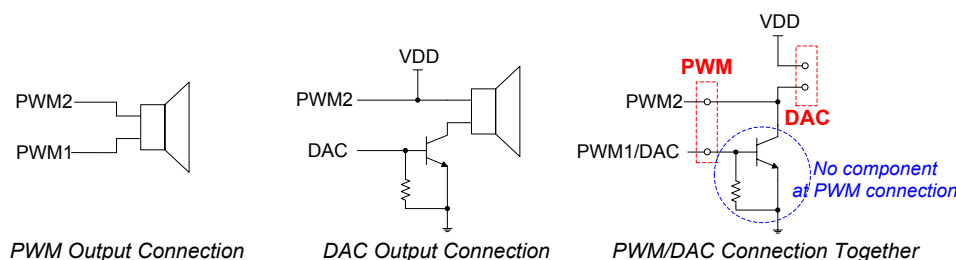 PWM2
PWM1
PWM Output Connection
VDD
PWM2
DAC
DAC Output Connection
VDD
PWM
PWM2
DAC
PWM1/DAC
No component
at PWM connection
PWM/DAC Connection Together